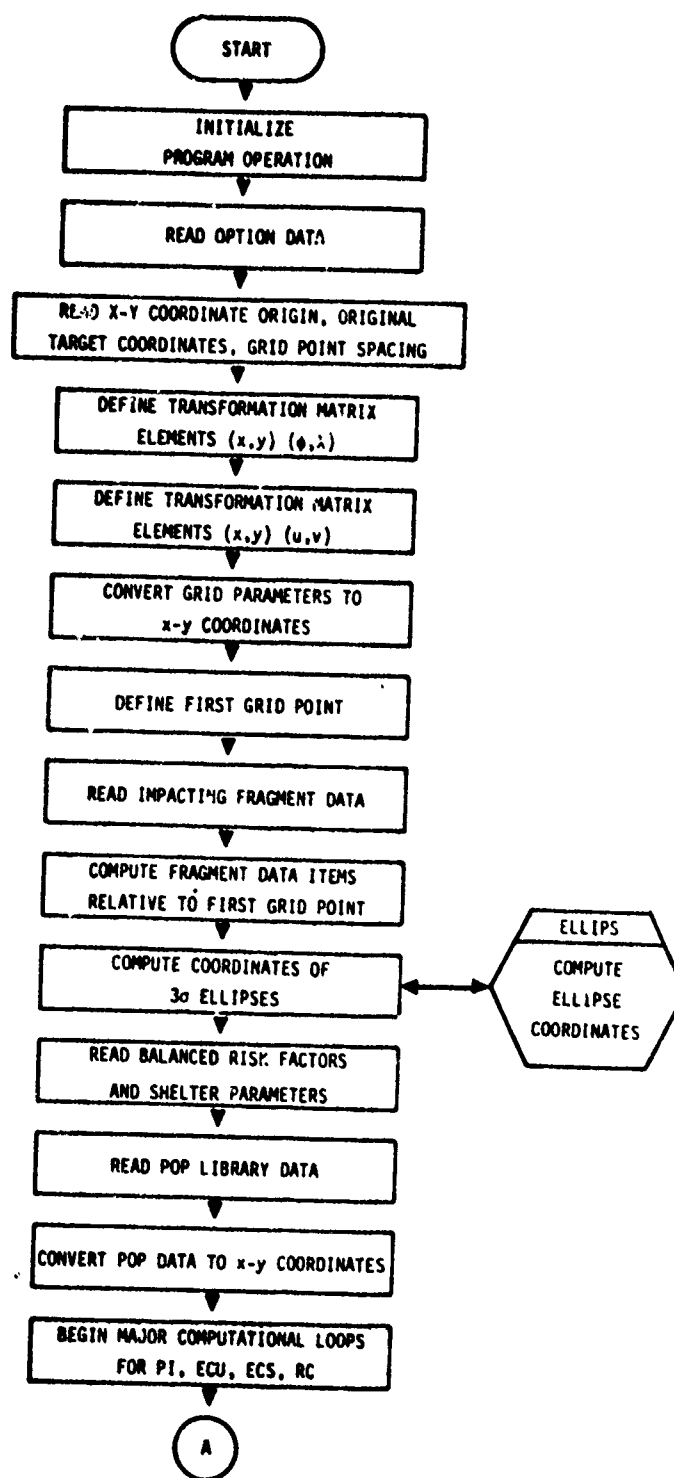 START
INITIALIZE
PROGRAM OPERATION
READ OPTION DATA
READ X-Y COORDINATE ORIGIN, ORIGINAL
TARGET COORDINATES, GRID POINT SPACING
DEFINE TRANSFORMATION MATRIX
ELEMENTS (x,y) (ϕ,λ)
DEFINE TRANSFORMATION MATRIX
ELEMENTS (x,y) (u,v)
CONVERT GRID PARAMETERS TO
x-y COORDINATES
DEFINE FIRST GRID POINT
READ IMPACTING FRAGMENT DATA
COMPUTE FRAGMENT DATA ITEMS
RELATIVE TO FIRST GRID POINT
COMPUTE COORDINATES OF
3σ ELLIPSES
ELLIPS
COMPUTE
ELLIPSE
COORDINATES
READ BALANCED RISK FACTORS
AND SHELTER PARAMETERS
READ POP LIBRARY DATA
CONVERT POP DATA TO x-y COORDINATES
BEGIN MAJOR COMPUTATIONAL LOOPS
FOR PI, ECU, ECS, RC
A